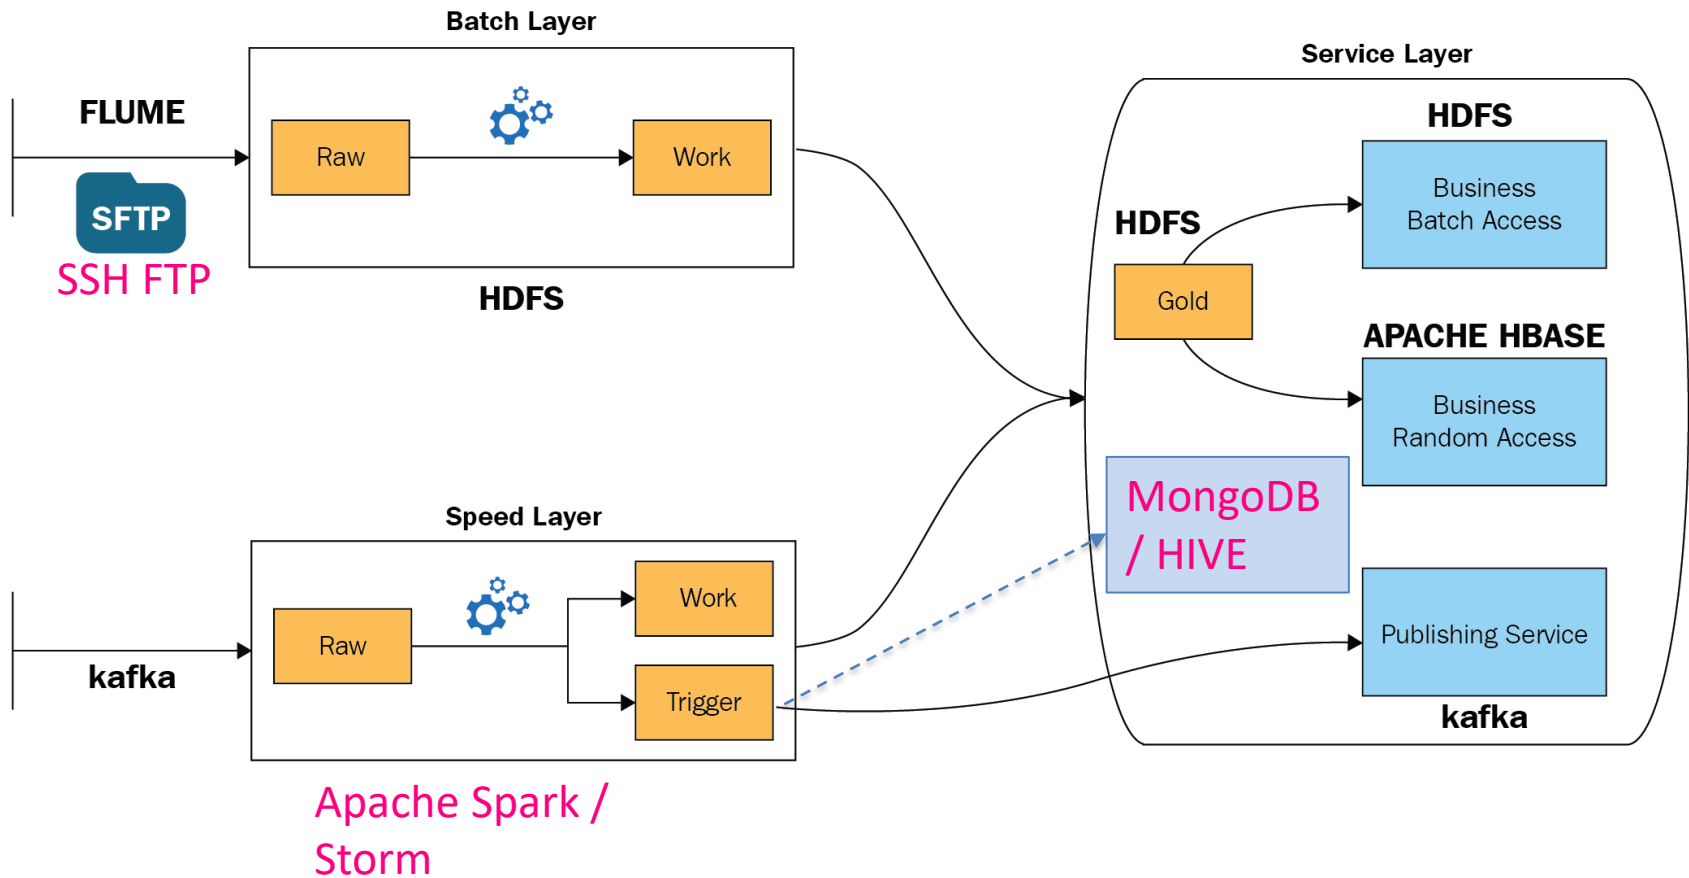 Batch Layer
FLUME
Raw
Work
SFTP
SSH FTP
HDFS
Speed Layer
Raw
Work
Trigger
kafka
Apache Spark /
Storm
Service Layer
HDFS
Business
Batch Access
HDFS
Gold
APACHE HBASE
Business
Random Access
MongoDB
/ HIVE
Publishing Service
kafka